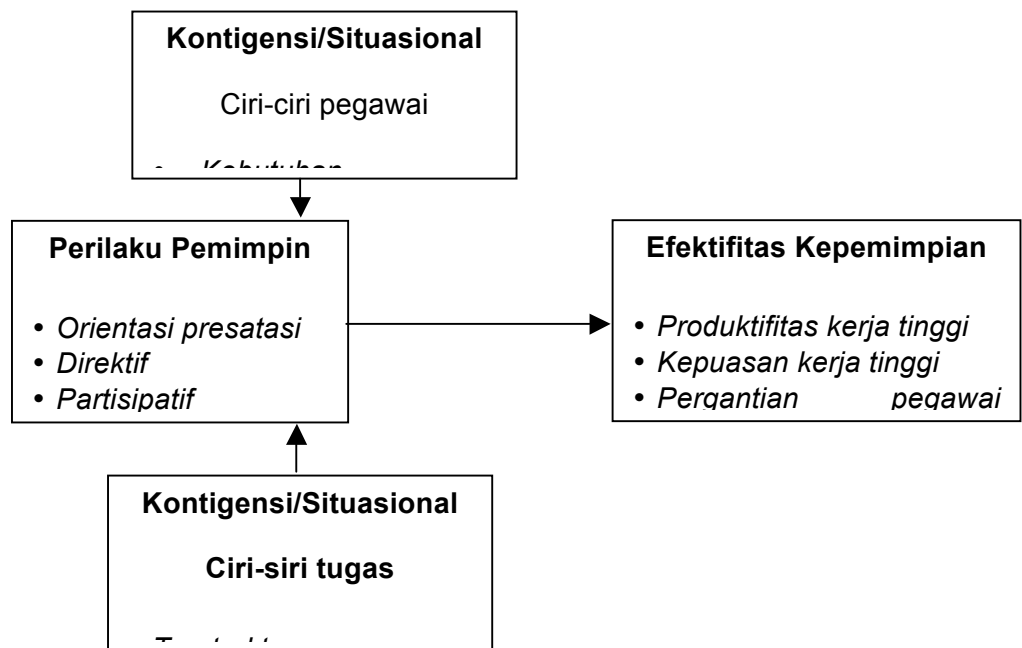 Kontigensi/Situasional
Ciri-ciri pegawai
• Kebutuhan
Perilaku Pemimpin
• Orientasi presatasi
• Direktif
• Partisipatif
Efektifitas Kepemimpian
• Produktifitas kerja tinggi
• Kepuasan kerja tinggi
• Pergantian pegawai
Kontigensi/Situasional
Ciri-siri tugas